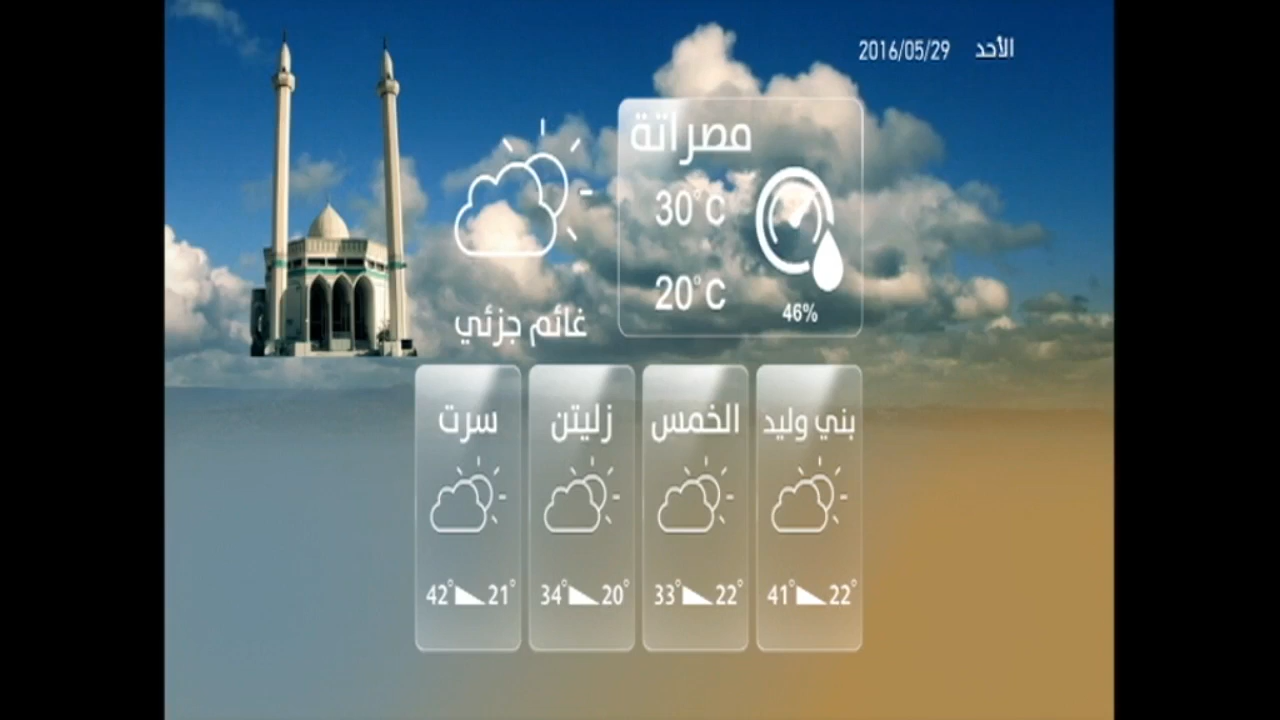 الأحد 2016/05/29
مصراتة
30°C
20°C
46%
غائم جزئي
بني وليد
22° 41°
الخمس
22° 33°
زليتن
20° 34°
سرت
21° 42°